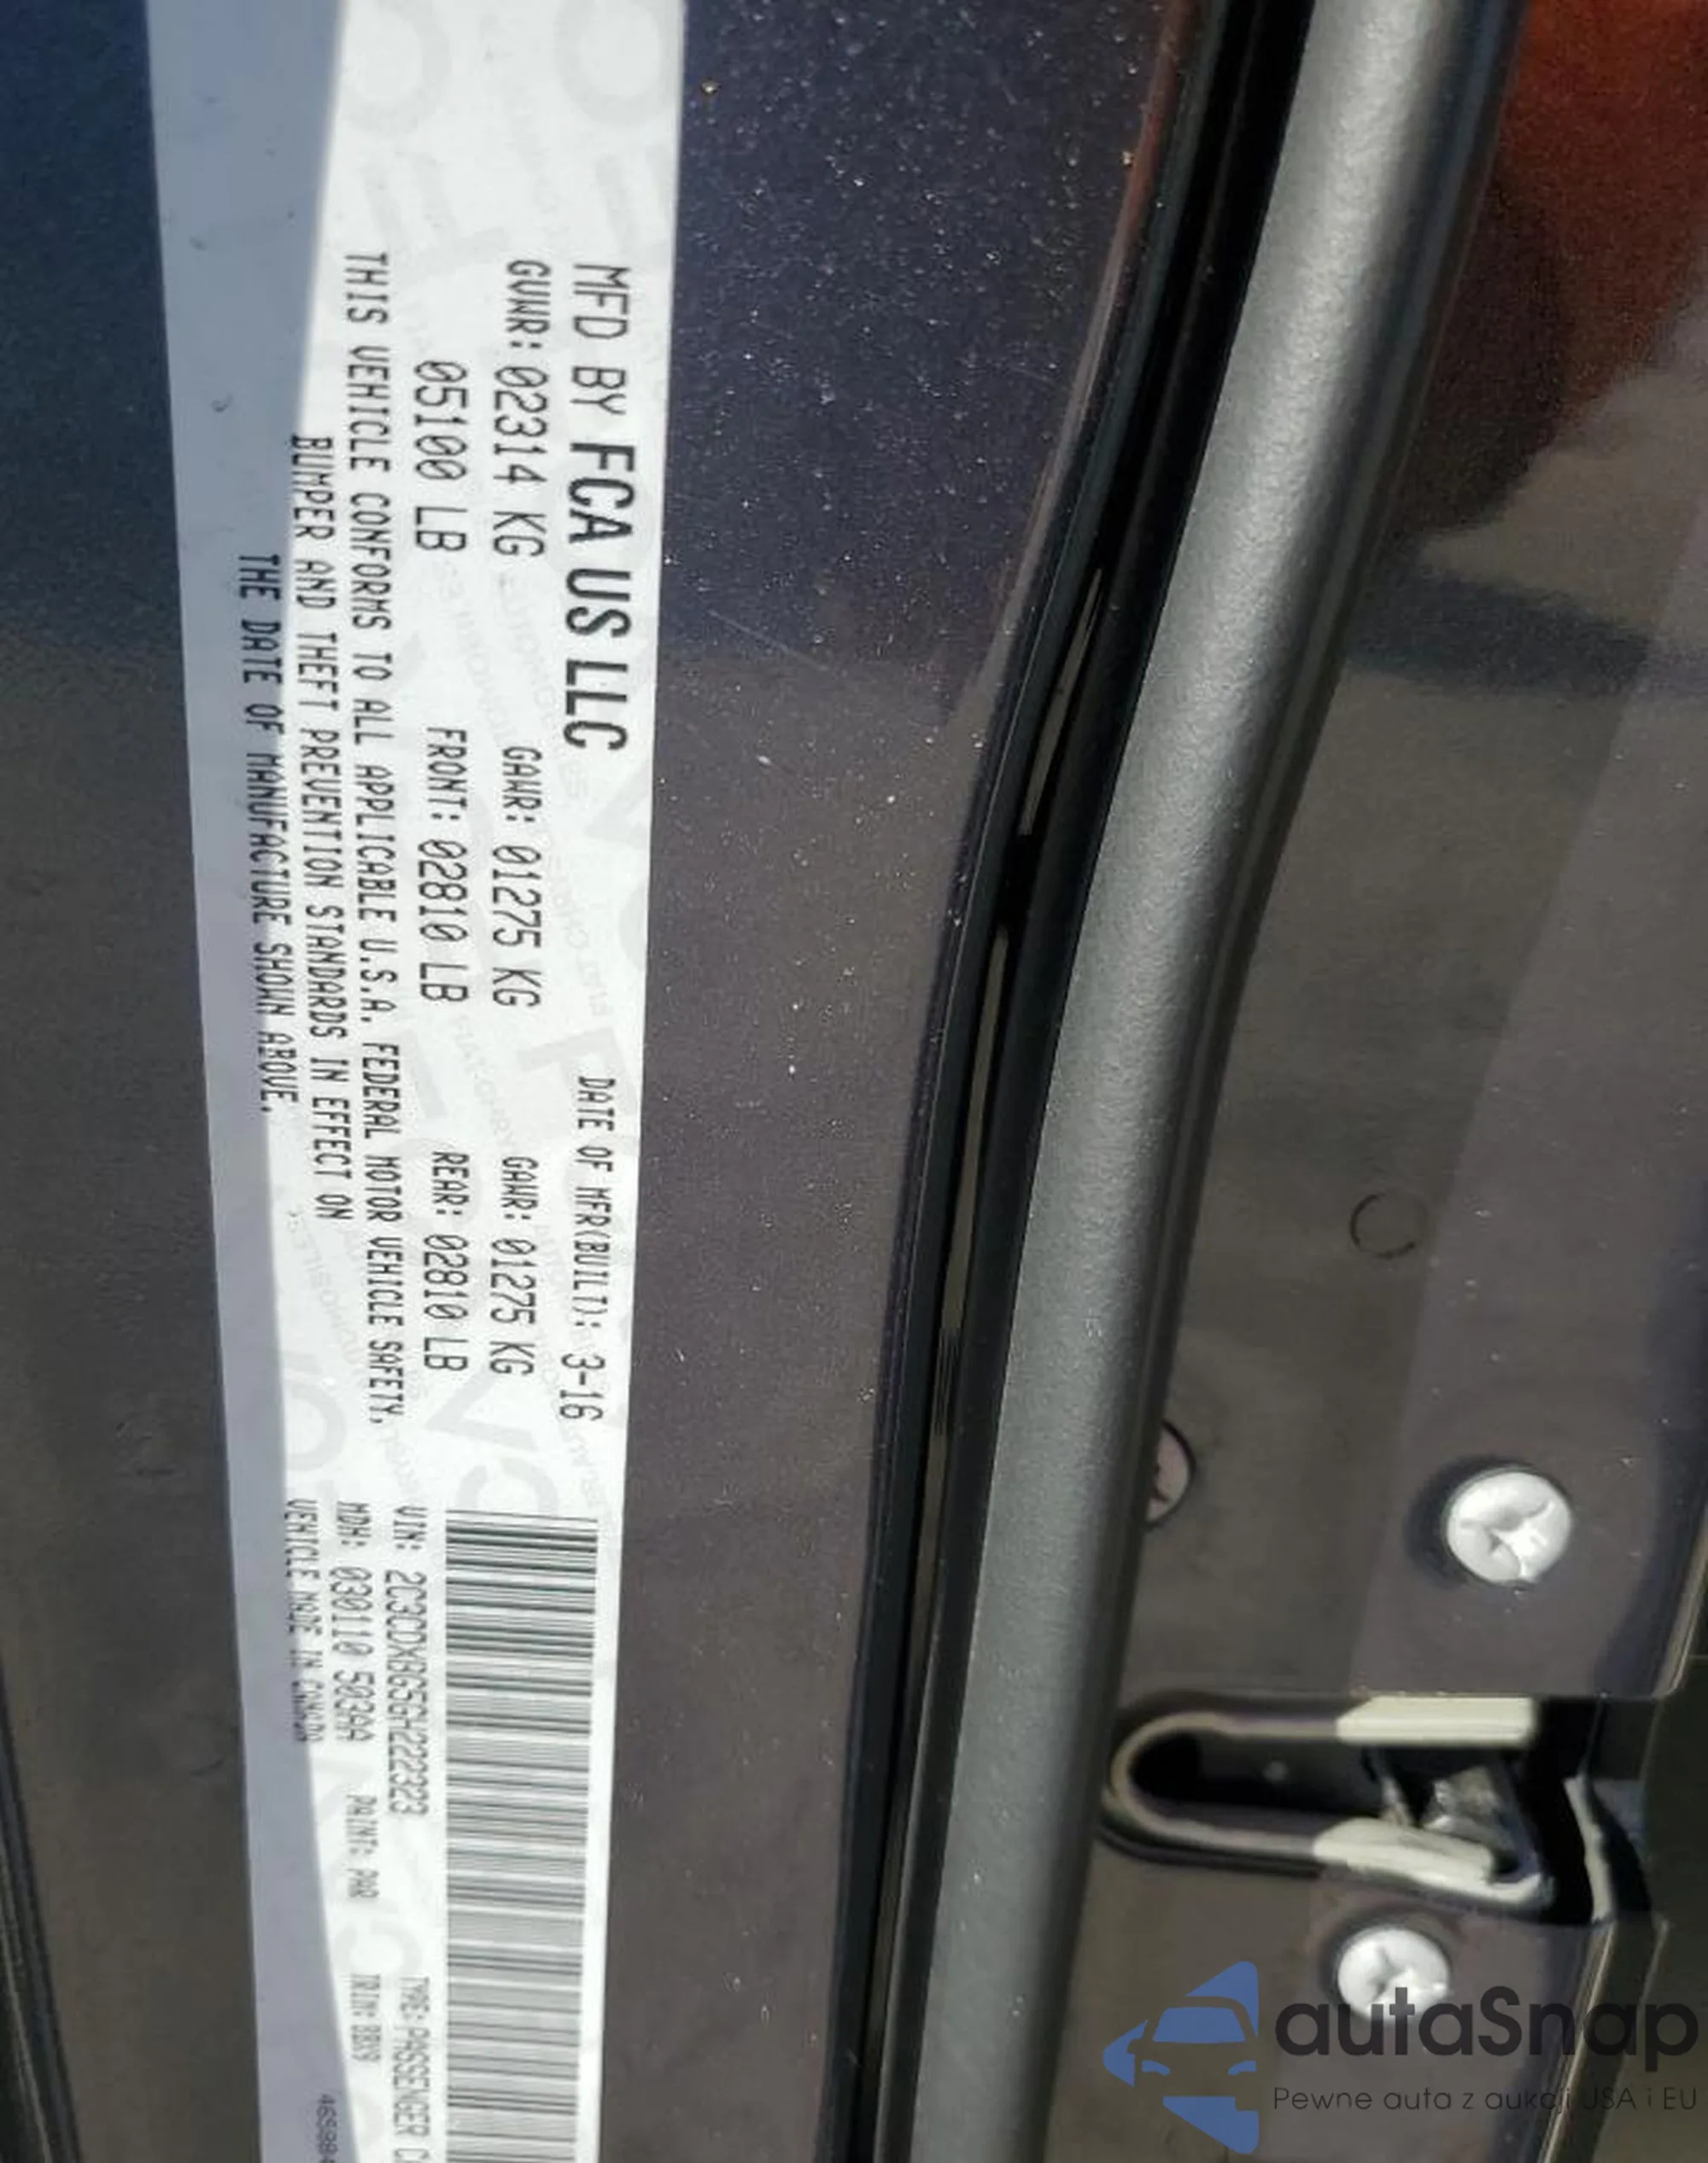 MFD BY FCA US LLC
DATE OF MFR(BUILT): 3-16
GVWR: 02314 KG
GAWR: 01275 KG
GAWR: 01275 KG
05100 LB
FRONT: 02810 LB
REAR: 02810 LB
THIS VEHICLE CONFORMS TO ALL APPLICABLE U.S.A. FEDERAL MOTOR VEHICLE SAFETY,
BUMPER AND THEFT PREVENTION STANDARDS IN EFFECT ON
THE DATE OF MANUFACTURE SHOWN ABOVE.
VIN: 2C3CDXBG5GH222323
TYPE: PASSENGER
MDH: 030110 503AA
PAINT: PAR
TRIM:
VEHICLE MADE IN CANADA
autaSnap
Pewne auta z aukcji USA i EU